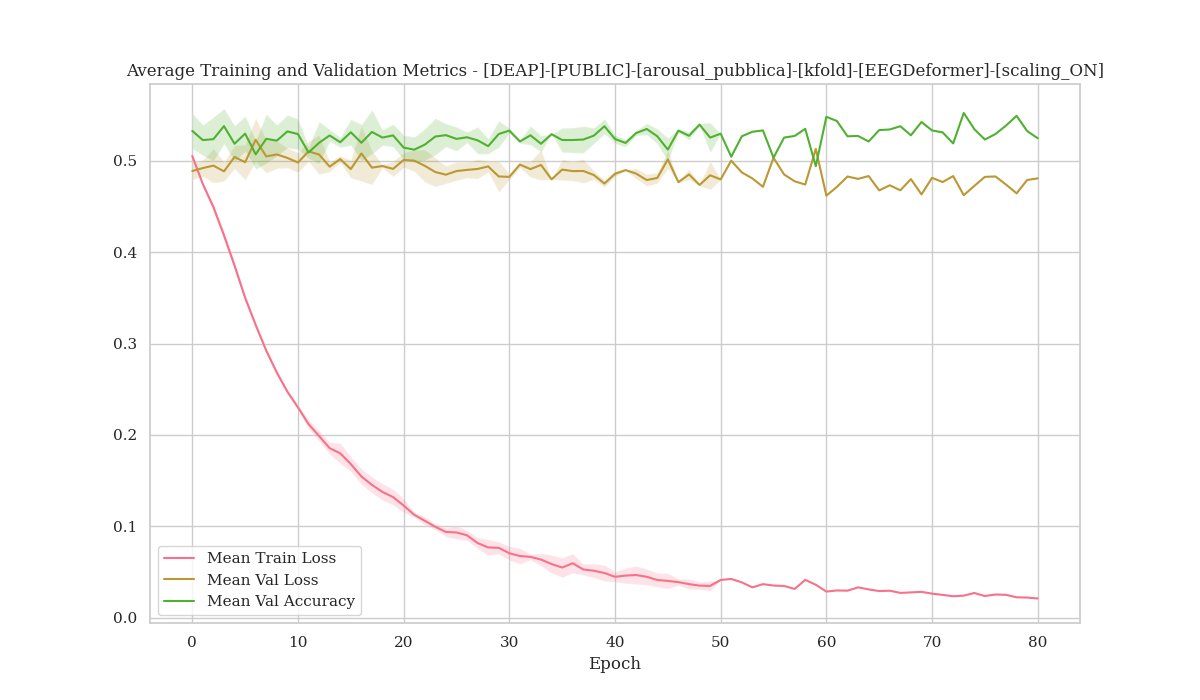 Average Training and Validation Metrics - [DEAP]-[PUBLIC]-[arousal_pubblica]-[kfold]-[EEGDeformer]-[scaling_ON]
0.5
0.4
0.3
0.2
0.1
0.0
Mean Train Loss
Mean Val Loss
Mean Val Accuracy
0 10 20 30 40 50 60 70 80
Epoch